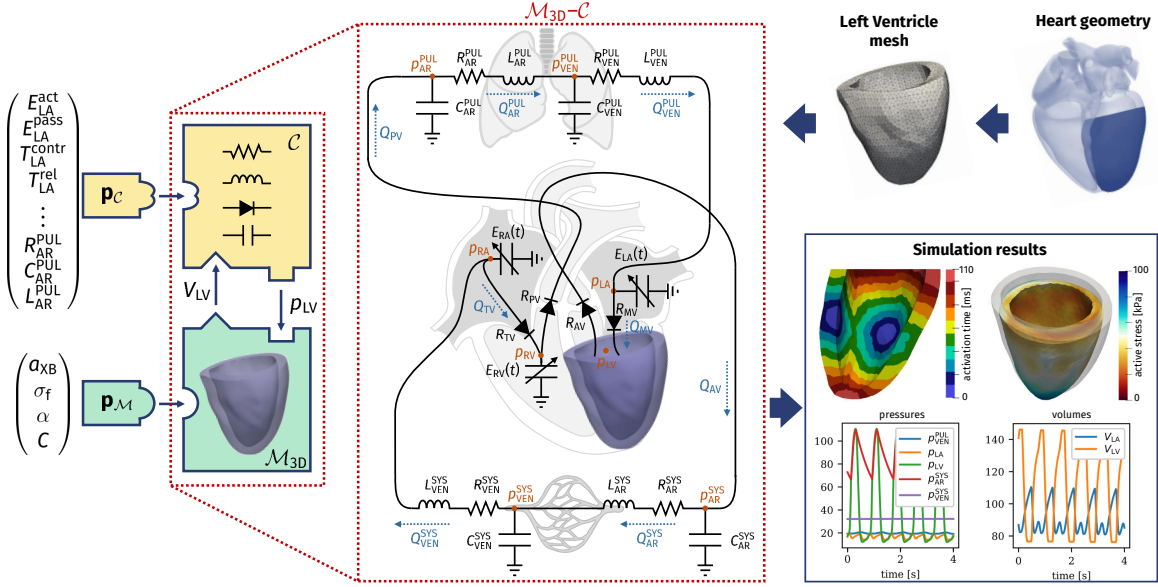 M3D–C
Left Ventricle
mesh
Heart geometry
E_LA^act
E_LA^pass
T_LA^contr
T_LA^rel
⋮
R_AR^PUL
C_AR^PUL
L_AR^PUL
p_C
C
V_LV
p_LV
a_XB
σ_f
α
C
p_M
M_3D
p_AR^PUL
R_AR^PUL
L_AR^PUL
p_VEN^PUL
R_VEN^PUL
L_VEN^PUL
C_AR^PUL
Q_AR^PUL
C_VEN^PUL
Q_VEN^PUL
Q_PV
E_RA(t)
p_RA
E_LA(t)
p_LA
Q_TV
R_PV
R_TV
R_AV
R_MV
Q_MV
p_RV
p_LV
E_RV(t)
Q_AV
L_VEN^SYS
R_VEN^SYS
p_VEN^SYS
L_AR^SYS
R_AR^SYS
p_AR^SYS
Q_VEN^SYS
C_VEN^SYS
Q_AR^SYS
C_AR^SYS
Simulation results
110
activation time [ms]
0
100
active stress [kPa]
0
pressures
100
80
60
40
20
p_VEN^PUL
p_LA
p_LV
p_AR^SYS
p_VEN^SYS
0 2 4
time [s]
volumes
140
120
100
80
V_LA
V_LV
0 2 4
time [s]